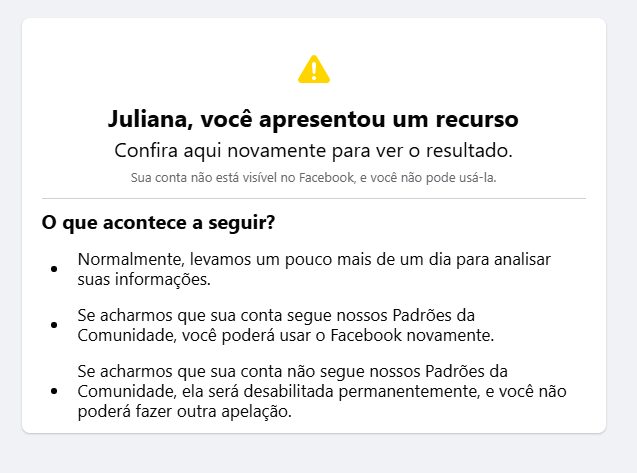 Juliana, você apresentou um recurso
Confira aqui novamente para ver o resultado.
Sua conta não está visível no Facebook, e você não pode usá-la.
O que acontece a seguir?
Normalmente, levamos um pouco mais de um dia para analisar
suas informações.
Se acharmos que sua conta segue nossos Padrões da
Comunidade, você poderá usar o Facebook novamente.
Se acharmos que sua conta não segue nossos Padrões da
Comunidade, ela será desabilitada permanentemente, e você não
poderá fazer outra apelação.